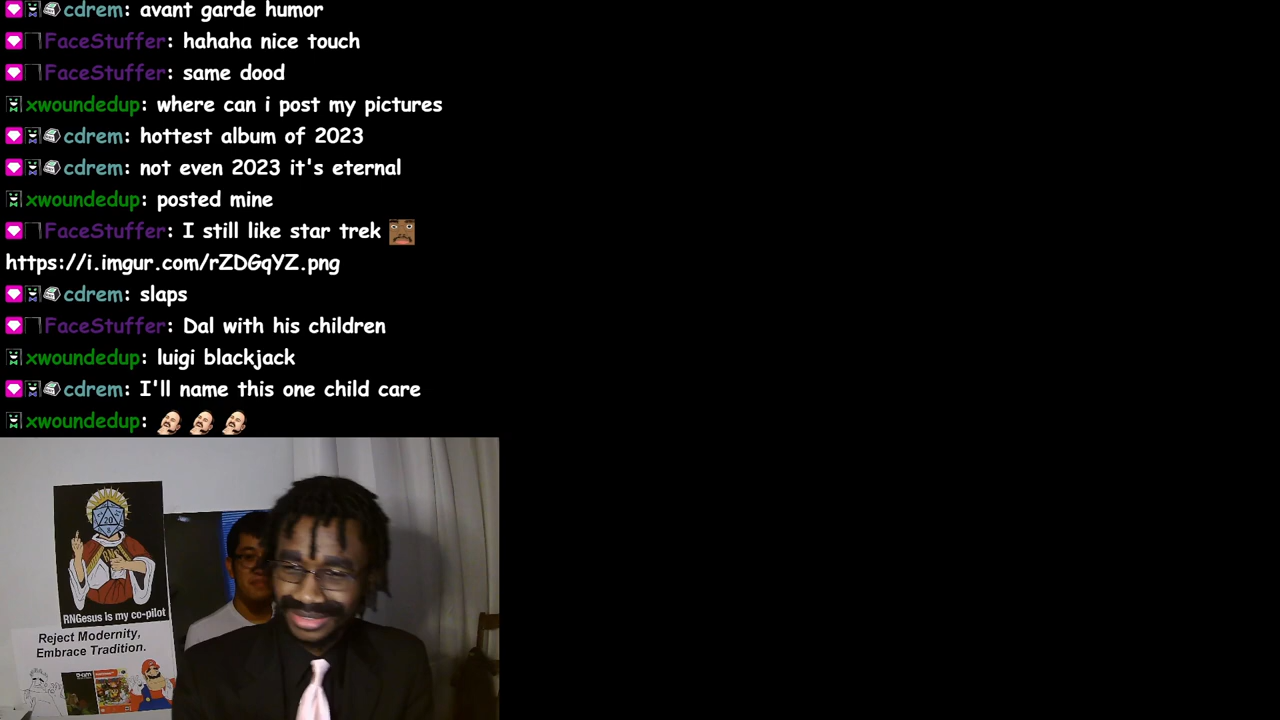 cdrem: avant garde humor
FaceStuffer: hahaha nice touch
FaceStuffer: same dood
xwoundedup: where can i post my pictures
cdrem: hottest album of 2023
cdrem: not even 2023 it's eternal
xwoundedup: posted mine
FaceStuffer: I still like star trek
https://i.imgur.com/rZDGqYZ.png
cdrem: slaps
FaceStuffer: Dal with his children
xwoundedup: luigi blackjack
cdrem: I'll name this one child care
xwoundedup:
20
8
RNGesus is my co-pilot
Reject Modernity,
Embrace Tradition.